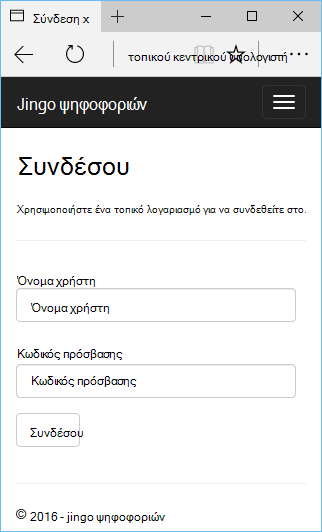 Σύνδεση x
τοπικού κεντρικού υπολογιστή
Jingo ψηφοφοριών
Συνδέσου
Χρησιμοποιήστε ένα τοπικό λογαριασμό για να συνδεθείτε στο.
Όνομα χρήστη
Όνομα χρήστη
Κωδικός πρόσβασης
Κωδικός πρόσβασης
Συνδέσου
© 2016 - jingo ψηφοφοριών